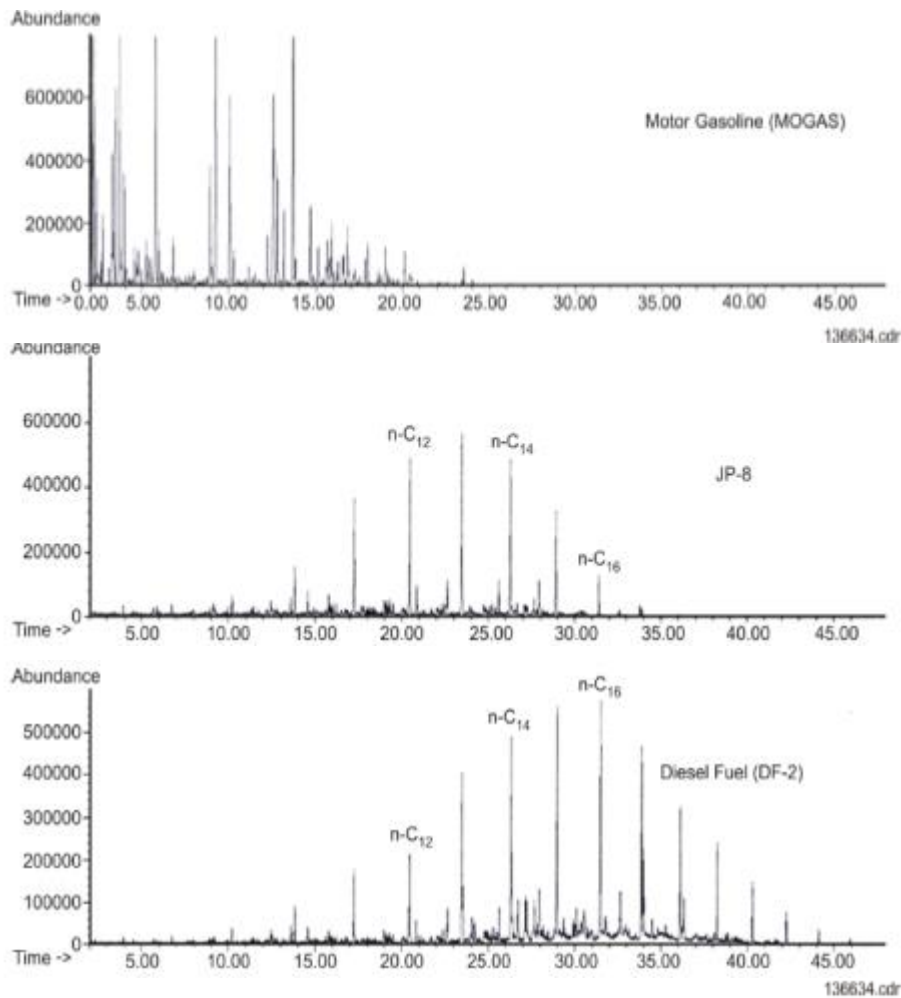 Abundance
600000
400000
200000
0
Motor Gasoline (MOGAS)
Time -> 0.00 5.00 10.00 15.00 20.00 25.00 30.00 35.00 40.00 45.00
136634.cdr
Abundance
600000
400000
200000
0
n-C12
n-C14
n-C16
JP-8
Time -> 5.00 10.00 15.00 20.00 25.00 30.00 35.00 40.00 45.00
Abundance
500000
400000
300000
200000
100000
0
n-C12
n-C14
n-C16
Diesel Fuel (DF-2)
Time -> 5.00 10.00 15.00 20.00 25.00 30.00 35.00 40.00 45.00
136634.cdr